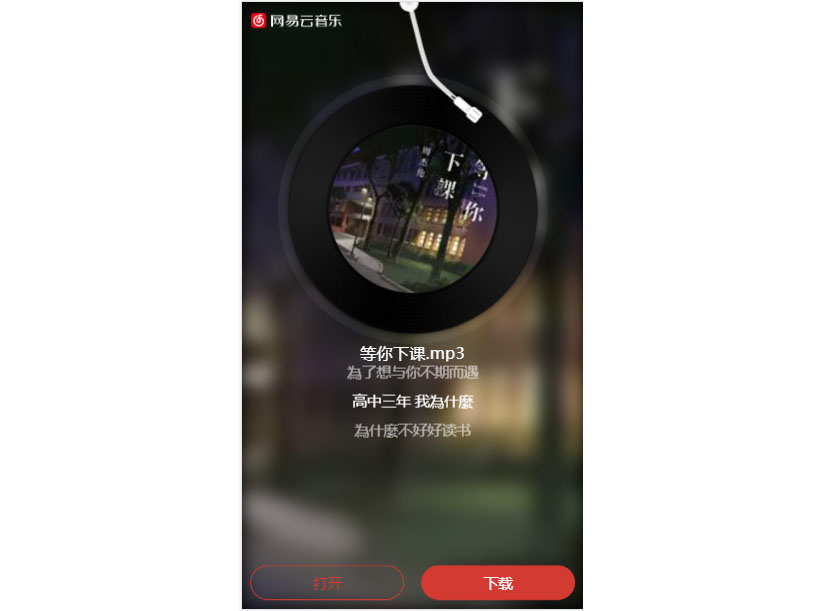 网易云音乐
周杰伦
等你
下課
等你下课.mp3
為了想与你不期而遇
高中三年 我為什麼
為什麼不好好读书
打开
下载